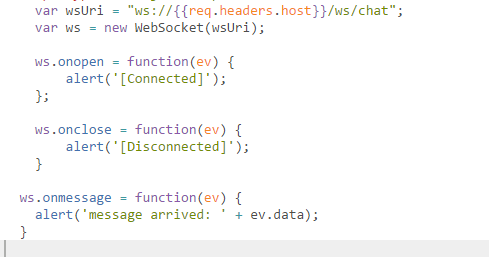 var wsUri = "ws://{{req.headers.host}}/ws/chat";
var ws = new WebSocket(wsUri);
ws.onopen = function(ev) {
alert('[Connected]');
};
ws.onclose = function(ev) {
alert('[Disconnected]');
}
ws.onmessage = function(ev) {
alert('message arrived: ' + ev.data);
}